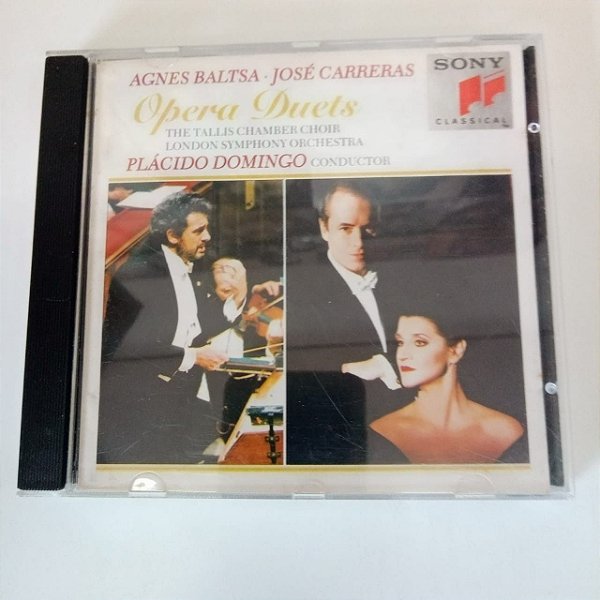 AGNES BALTSA · JOSÉ CARRERAS
Opera Duets
THE TALLIS CHAMBER CHOIR
LONDON SYMPHONY ORCHESTRA
PLÁCIDO DOMINGO CONDUCTOR
SONY
CLASSICAL